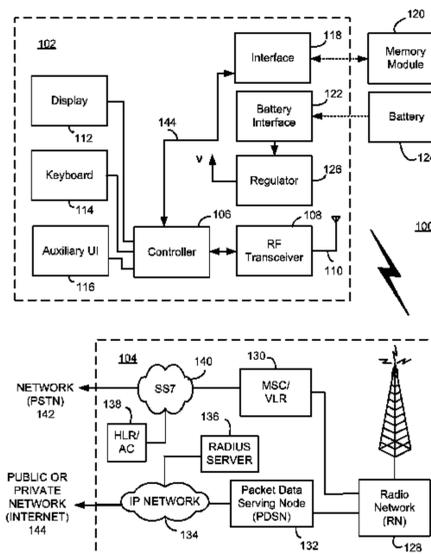 102
118
120
Interface
Memory
Module
Display
122
112
144
Battery
Interface
Battery
124
V
126
Keyboard
Regulator
114
106
108
100
Auxiliary UI
Controller
RF
Transceiver
116
110
104
140
130
NETWORK
(PSTN)
142
SS7
MSC/
VLR
138
136
HLR/
AC
RADIUS
SERVER
PUBLIC OR
PRIVATE
NETWORK
(INTERNET)
144
IP NETWORK
Packet Data
Serving Node
(PDSN)
Radio
Network
(RN)
134
132
128